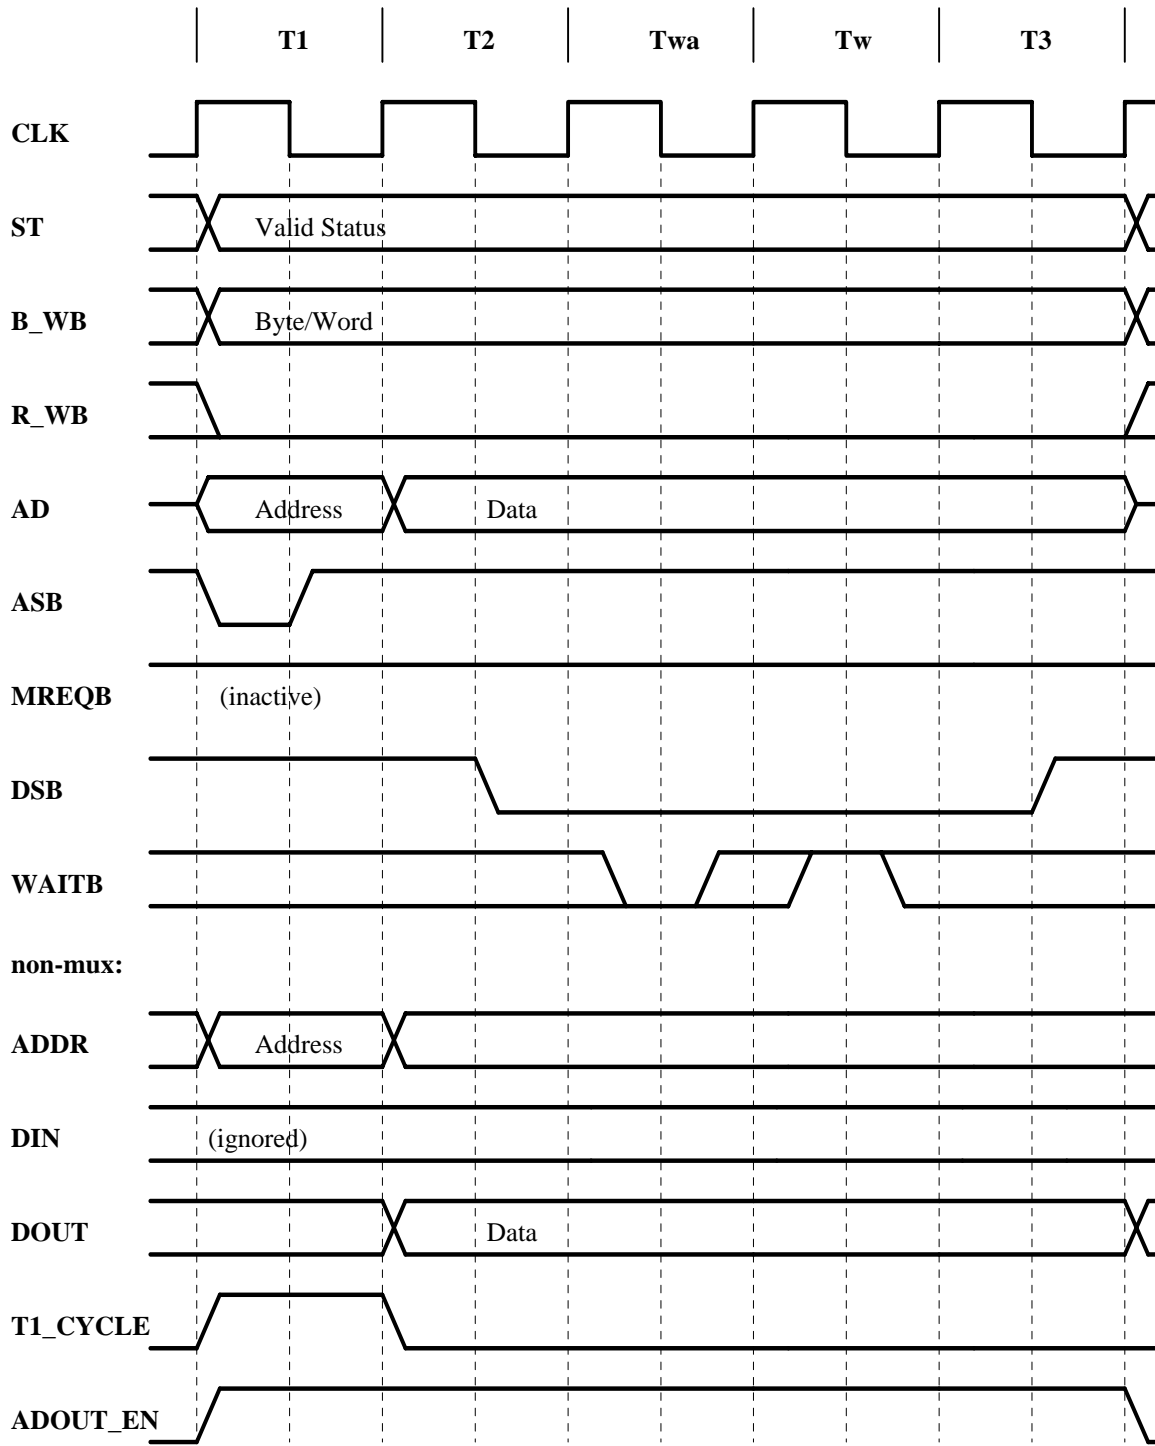 T1 T2 Twa Tw T3
CLK
ST Valid Status
B_WB Byte/Word
R_WB
AD Address Data
ASB
MREQB (inactive)
DSB
WAITB
non-mux:
ADDR Address
DIN (ignored)
DOUT Data
T1_CYCLE
ADOUT_EN